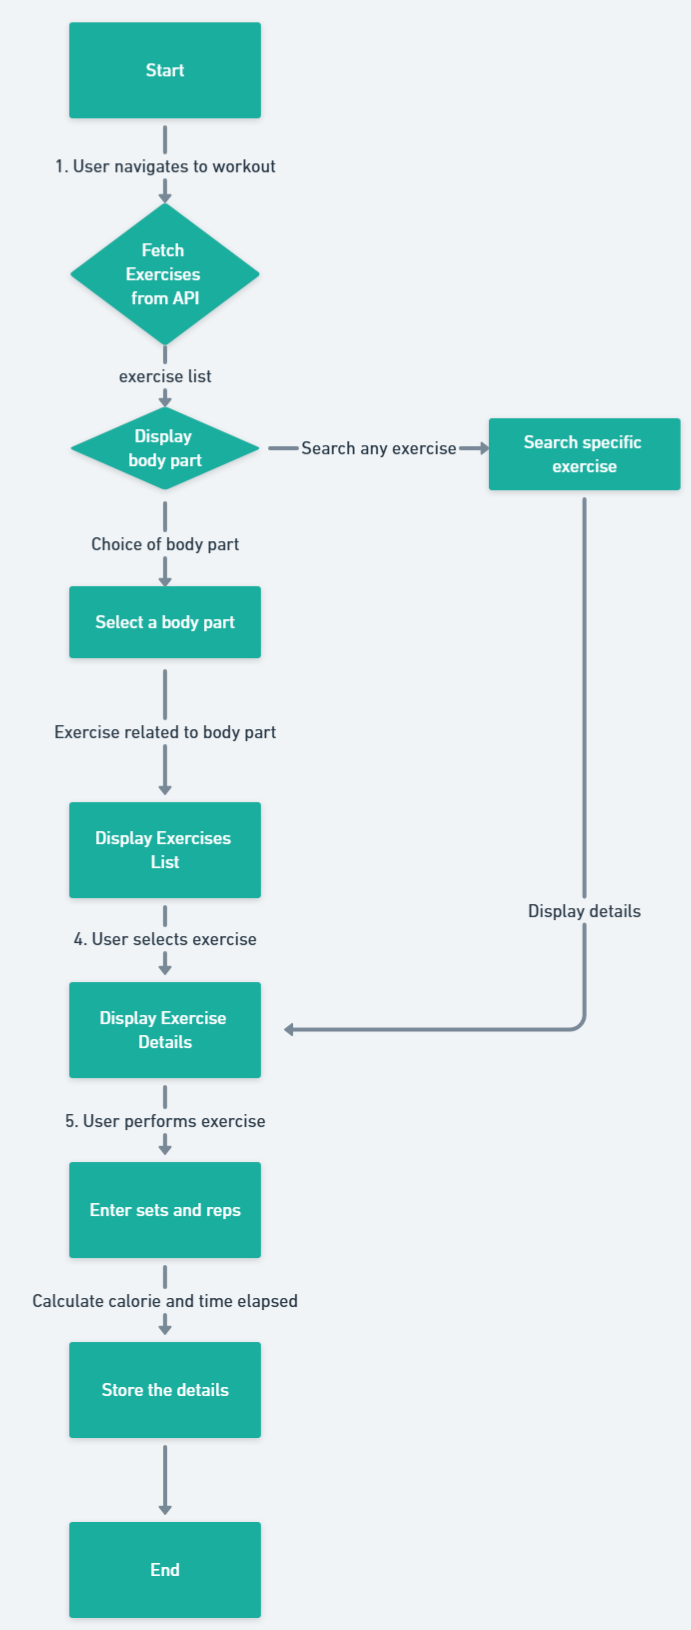 Start
1. User navigates to workout
Fetch
Exercises
from API
exercise list
Display
body part
Search any exercise
Search specific
exercise
Choice of body part
Select a body part
Exercise related to body part
Display Exercises
List
Display details
4. User selects exercise
Display Exercise
Details
5. User performs exercise
Enter sets and reps
Calculate calorie and time elapsed
Store the details
End